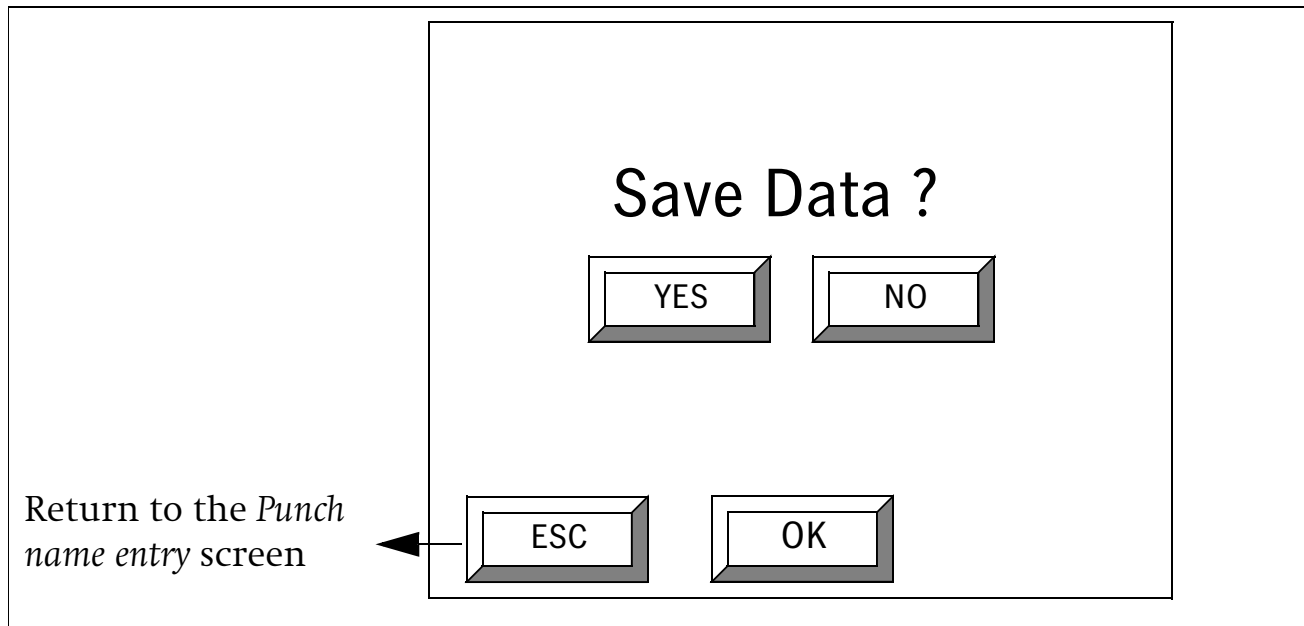 Save Data ?
YES
NO
Return to the Punch
name entry screen
ESC
OK